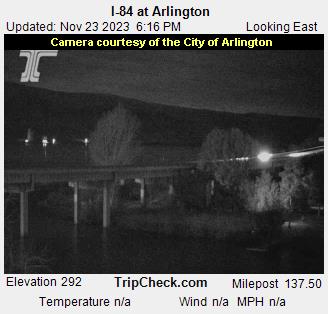 I-84 at Arlington
Updated: Nov 23 2023 6:16 PM Looking East
Camera courtesy of the City of Arlington
Elevation 292 TripCheck.com Milepost 137.50
Temperature n/a Wind n/a MPH n/a